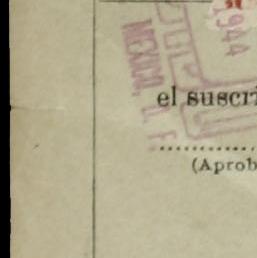 1944
MEXICO, D. F.
el suscri
(Aprob